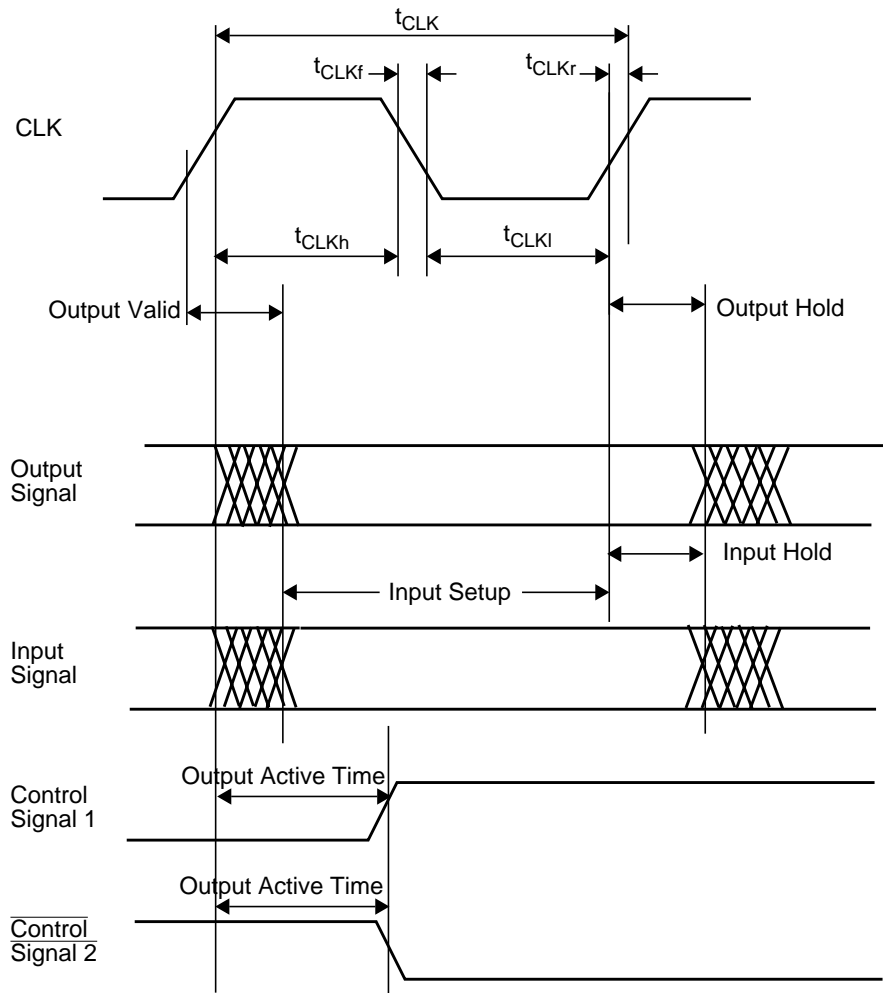 tCLK
tCLKf
tCLKr
CLK
tCLKh
tCLKl
Output Valid
Output Hold
Output
Signal
Input Hold
Input Setup
Input
Signal
Output Active Time
Control
Signal 1
Output Active Time
Control
Signal 2